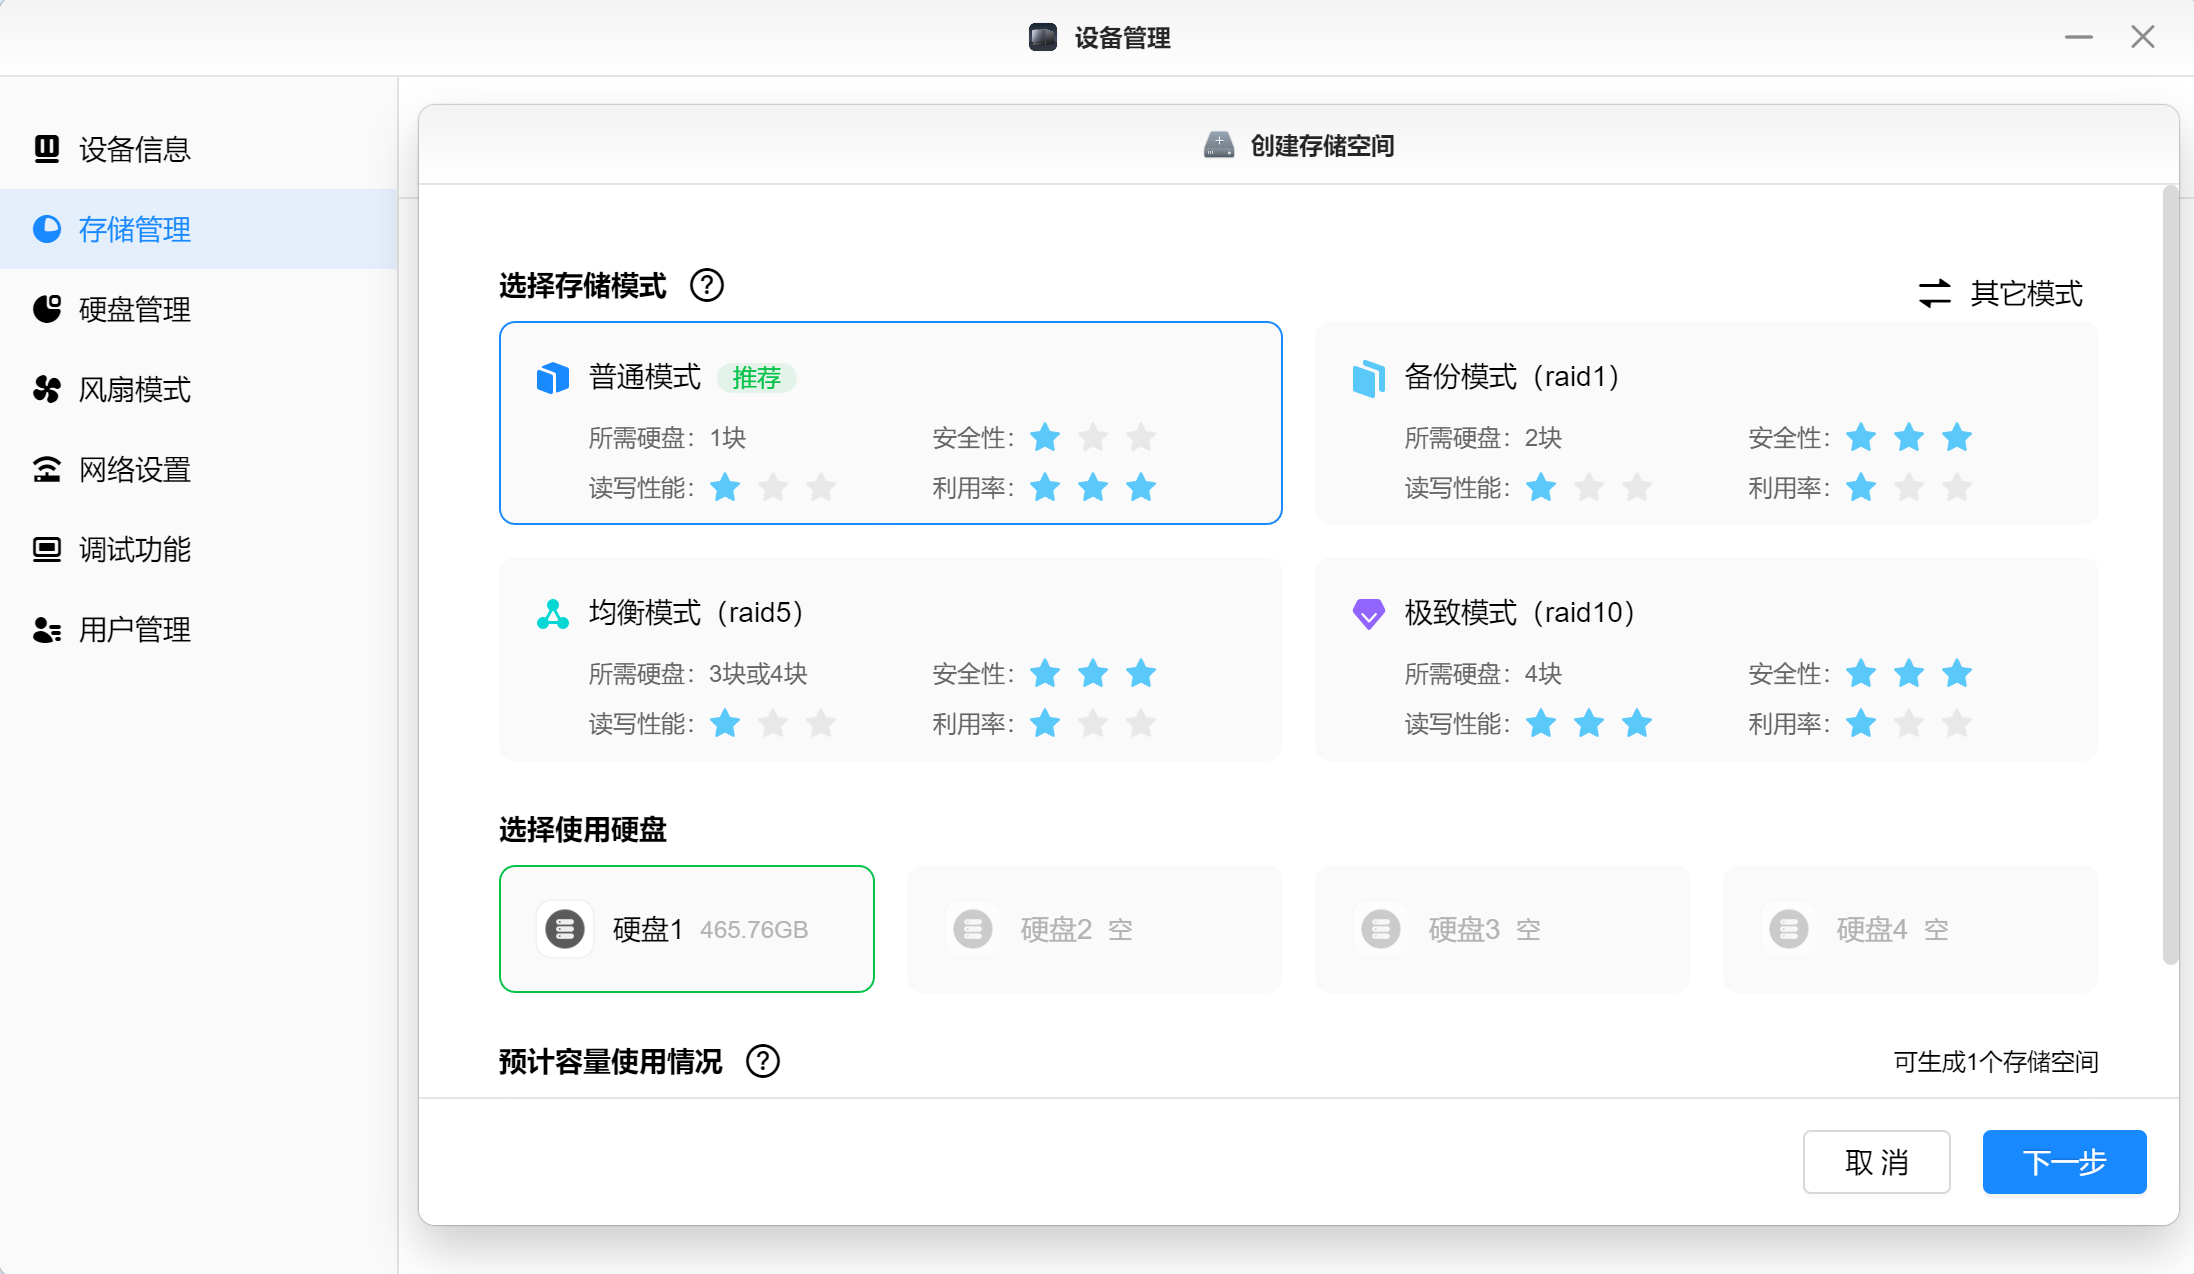 设备管理
设备信息
存储管理
硬盘管理
风扇模式
网络设置
调试功能
用户管理
创建存储空间
选择存储模式
其它模式
普通模式 推荐
所需硬盘：1块 安全性：
读写性能： 利用率：
备份模式（raid1）
所需硬盘：2块 安全性：
读写性能： 利用率：
均衡模式（raid5）
所需硬盘：3块或4块 安全性：
读写性能： 利用率：
极致模式（raid10）
所需硬盘：4块 安全性：
读写性能： 利用率：
选择使用硬盘
硬盘1 465.76GB
硬盘2 空
硬盘3 空
硬盘4 空
预计容量使用情况
可生成1个存储空间
取 消
下一步